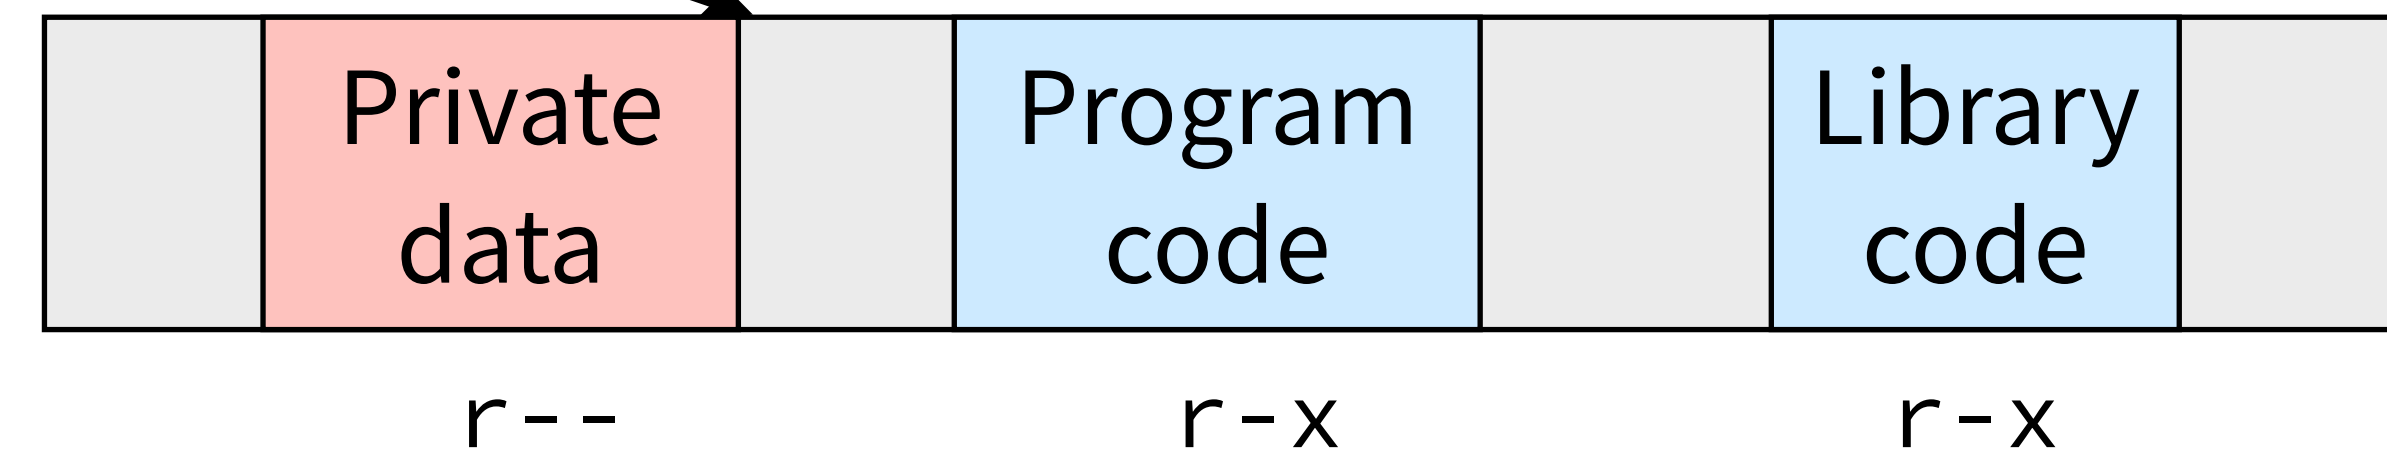 Private
data
Program
code
Library
code
r--
r-x
r-x